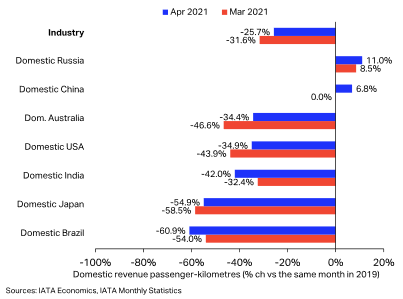 Apr 2021 Mar 2021
Industry -25.7%
-31.6%
Domestic Russia 11.0%
8.5%
Domestic China 6.8%
0.0%
Dom. Australia -34.4%
-46.6%
Domestic USA -34.9%
-43.9%
Domestic India -42.0%
-32.4%
Domestic Japan -54.9%
-58.5%
Domestic Brazil -60.9%
-54.0%
-100% -80% -60% -40% -20% 0% 20%
Domestic revenue passenger-kilometres (% ch vs the same month in 2019)
Sources: IATA Economics, IATA Monthly Statistics